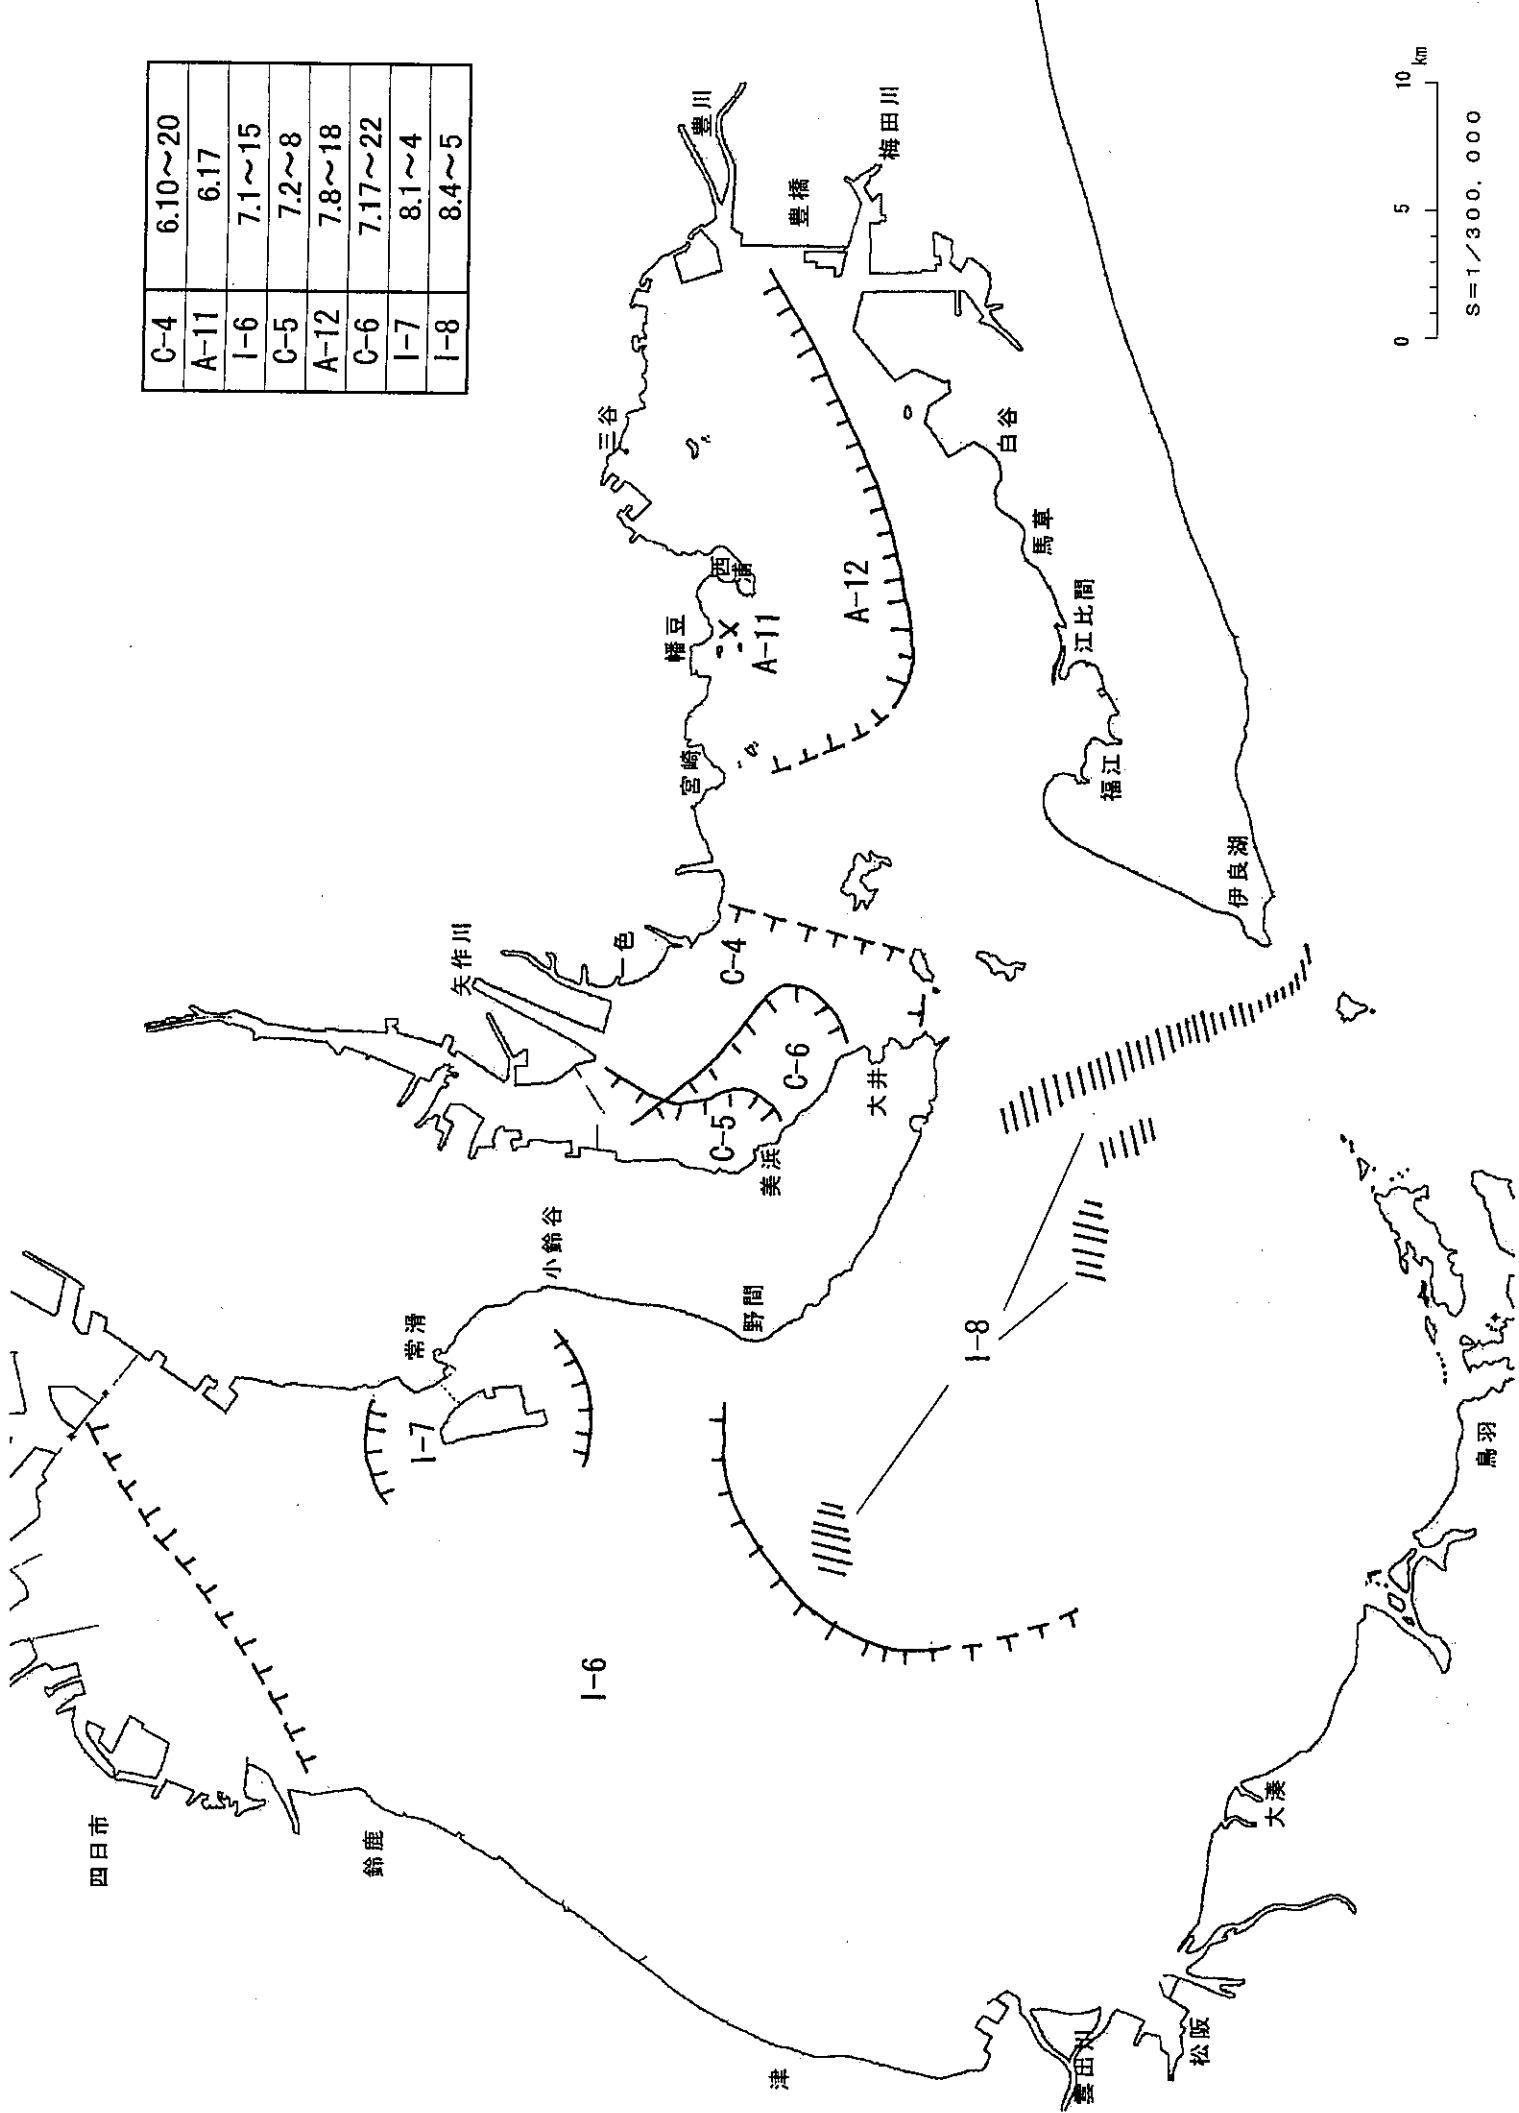 C-4 6.10～20
A-11 6.17
I-6 7.1～15
C-5 7.2～8
A-12 7.8～18
C-6 7.17～22
I-7 8.1～4
I-8 8.4～5
四日市
鈴鹿
津
雲出川
松阪
大湊
鳥羽
常滑
小鈴谷
野間
美浜
大井
矢作川
一色
宮崎
幡豆
西浦
三谷
豊川
豊橋
梅田川
白谷
馬草
江比間
福江
伊良湖
I-6
I-7
I-8
C-5
C-6
C-4
A-11
A-12
0 5 10 km
S=1/300,000